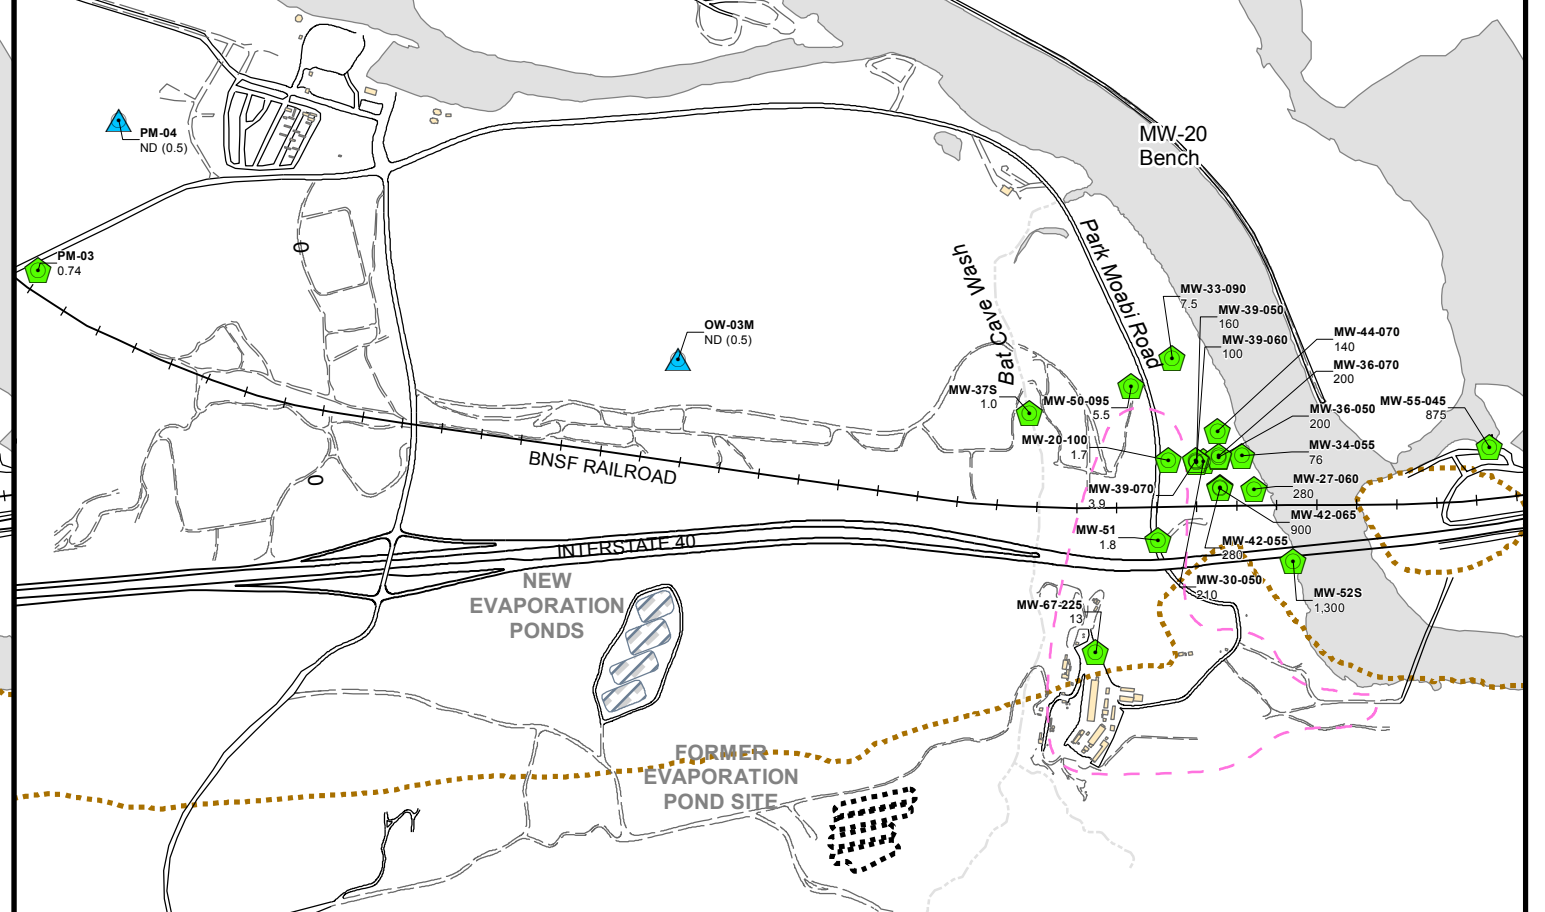 MW-20
Bench
PM-04
ND (0.5)
PM-03
0.74
0
Bat Cave Wash
Park Moabi Road
MW-33-090
7.5
MW-39-050
160
MW-39-060
100
OW-03M
ND (0.5)
MW-44-070
140
MW-36-070
200
MW-37S
1.0
MW-50-095
5.5
MW-36-050
200
MW-55-045
875
MW-20-100
1.7
MW-34-055
76
BNSF RAILROAD
0
MW-39-070
3.9
MW-27-060
280
MW-42-065
900
MW-51
1.8
MW-42-055
280
INTERSTATE 40
NEW
EVAPORATION
PONDS
MW-30-050
210
MW-52S
1,300
MW-67-225
13
FORMER
EVAPORATION
POND SITE